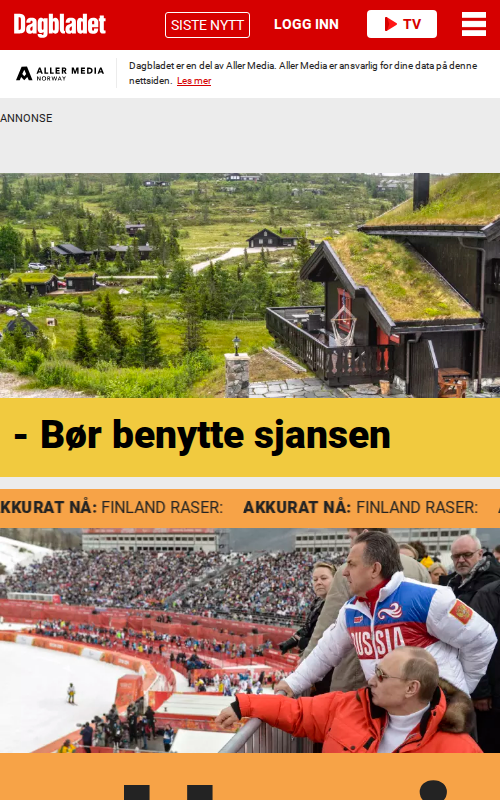 Dagbladet
SISTE NYTT
LOGG INN
TV
ALLER MEDIA
NORWAY
Dagbladet er en del av Aller Media. Aller Media er ansvarlig for dine data på denne
nettsiden. Les mer
ANNONSE
- Bør benytte sjansen
KKURAT NÅ: FINLAND RASER: AKKURAT NÅ: FINLAND RASER:
RUSSIA